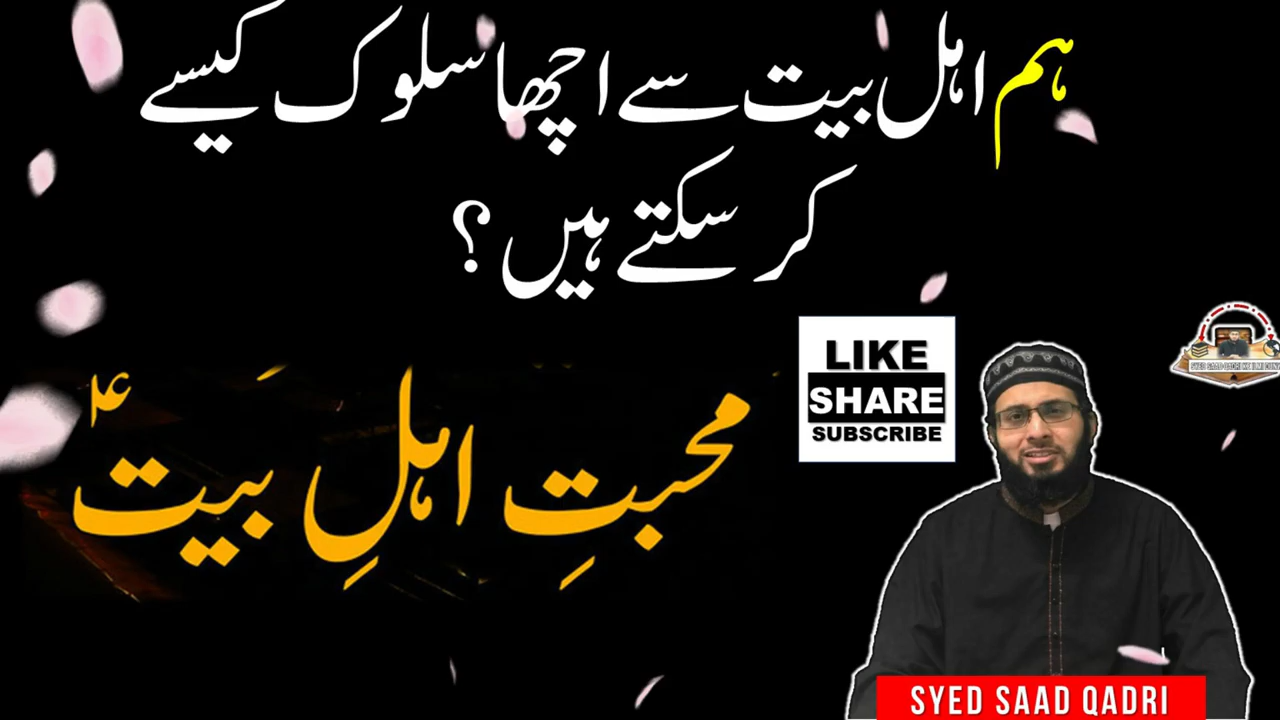 ہم اہل بیت سے اچھا سلوک کیسے
کر سکتے ہیں ؟
محبتِ اہلِ بیتؑ
LIKE
SHARE
SUBSCRIBE
SYED SAAD QADRI